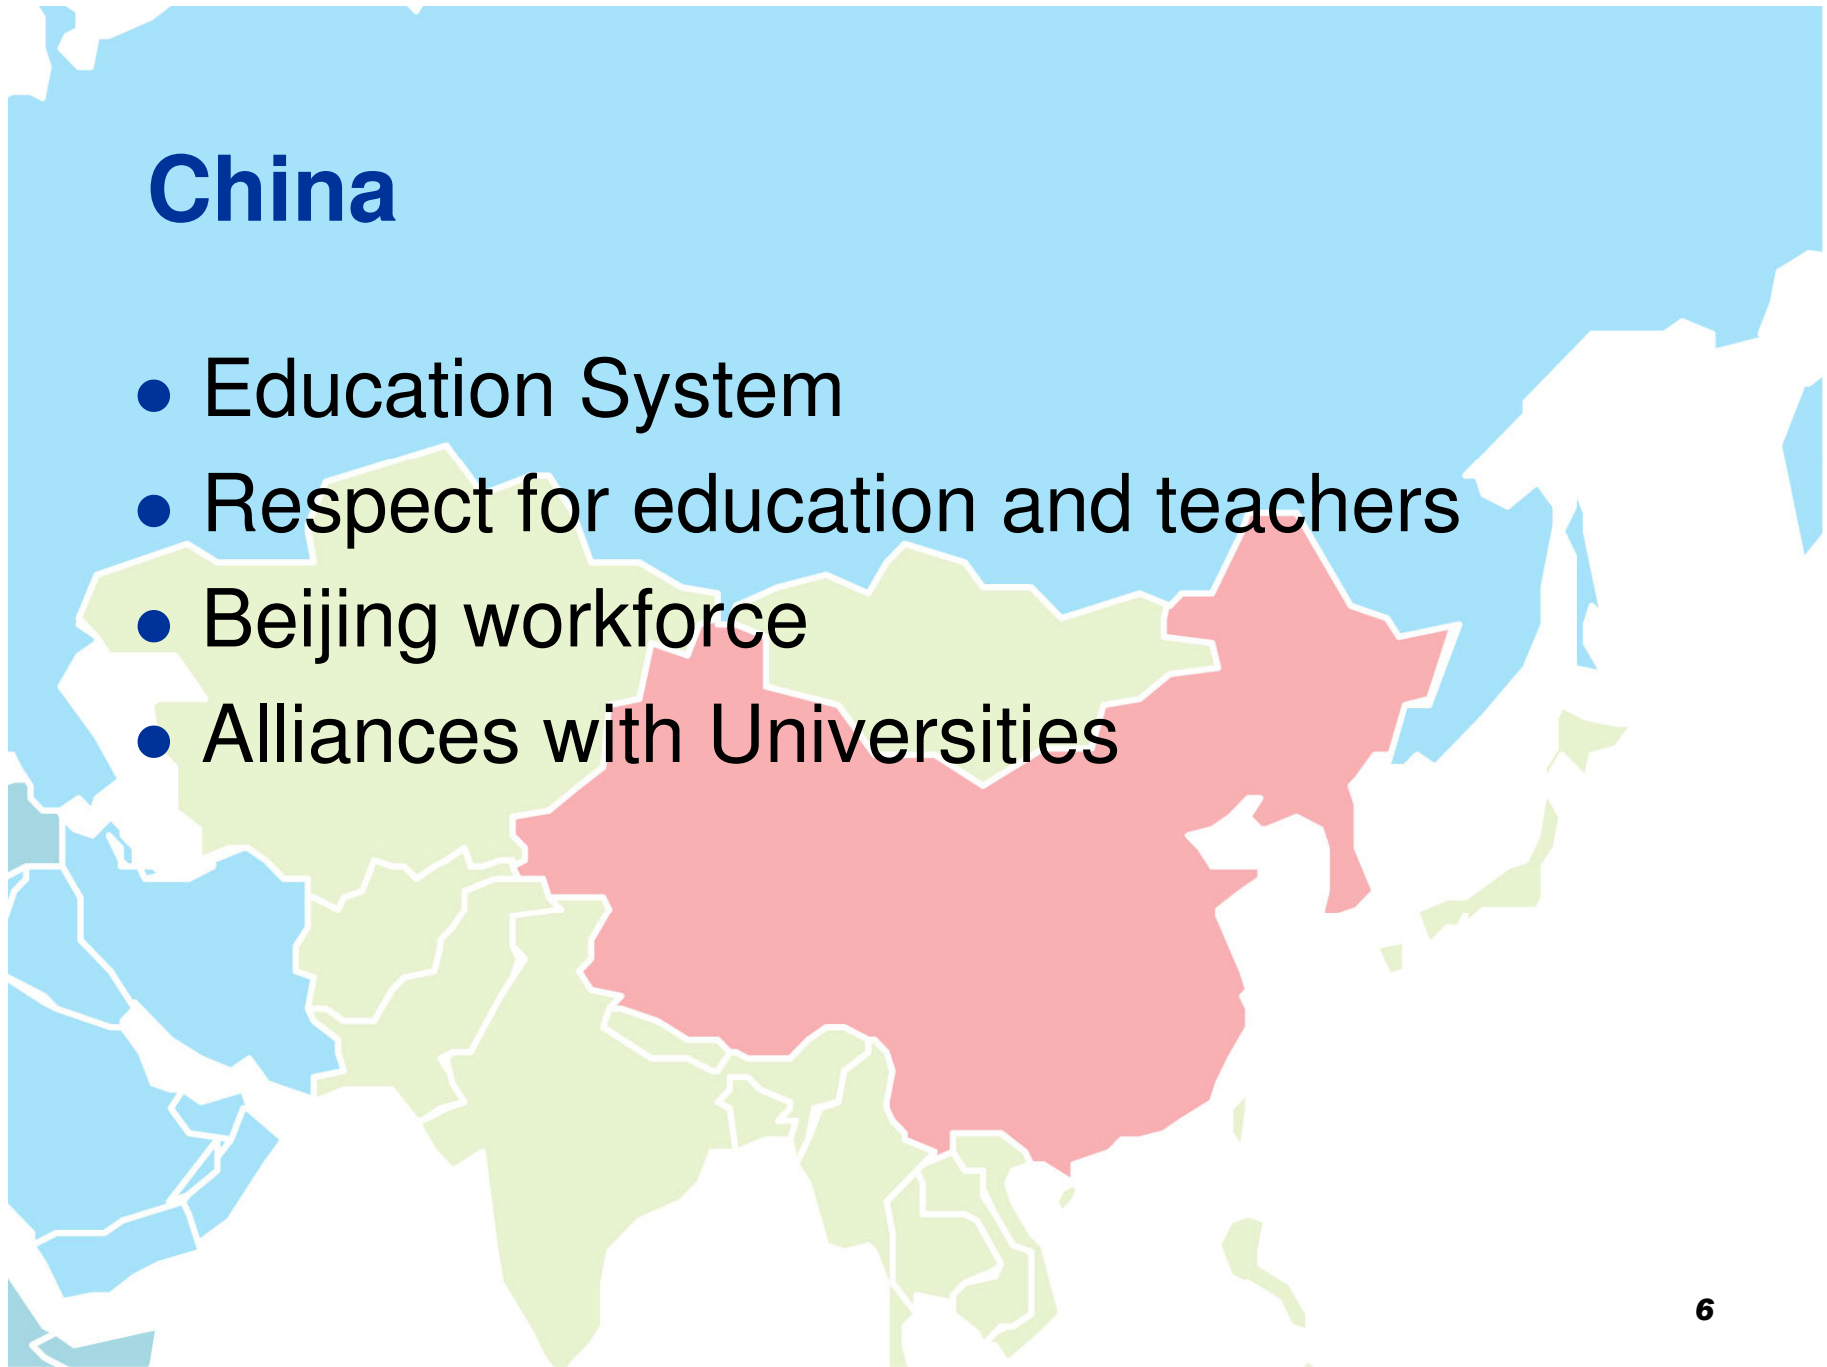 China
● Education System
● Respect for education and teachers
● Beijing workforce
● Alliances with Universities
6